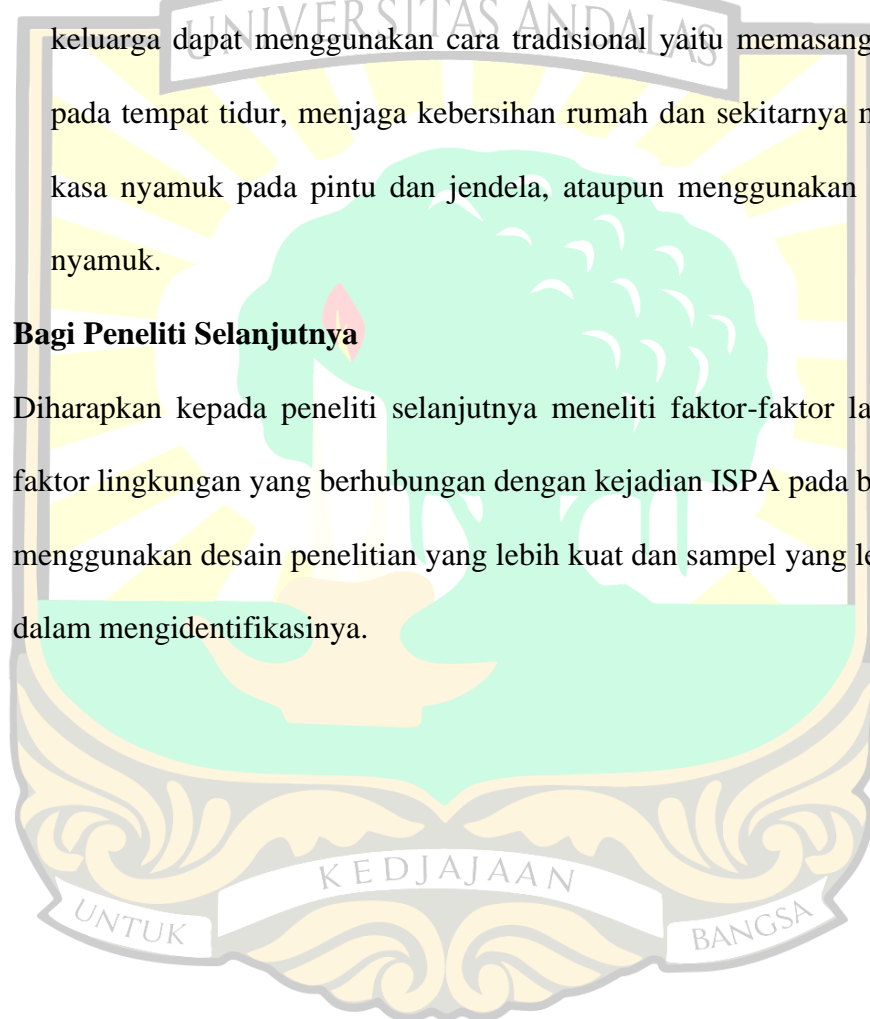 UNIVERSITAS ANDALAS
keluarga dapat menggunakan cara tradisional yaitu memasang
pada tempat tidur, menjaga kebersihan rumah dan sekitarnya
kasa nyamuk pada pintu dan jendela, ataupun menggunakan
nyamuk.
Bagi Peneliti Selanjutnya
Diharapkan kepada peneliti selanjutnya meneliti faktor-faktor
faktor lingkungan yang berhubungan dengan kejadian ISPA pada
menggunakan desain penelitian yang lebih kuat dan sampel yang
dalam mengidentifikasinya.
KEDJAJAAN
UNTUK BANGSA